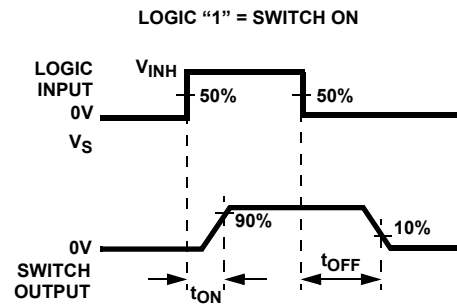 LOGIC “1” = SWITCH ON
LOGIC
INPUT
VINH
50%
50%
0V
VS
90%
10%
0V
SWITCH
OUTPUT
tON
tOFF